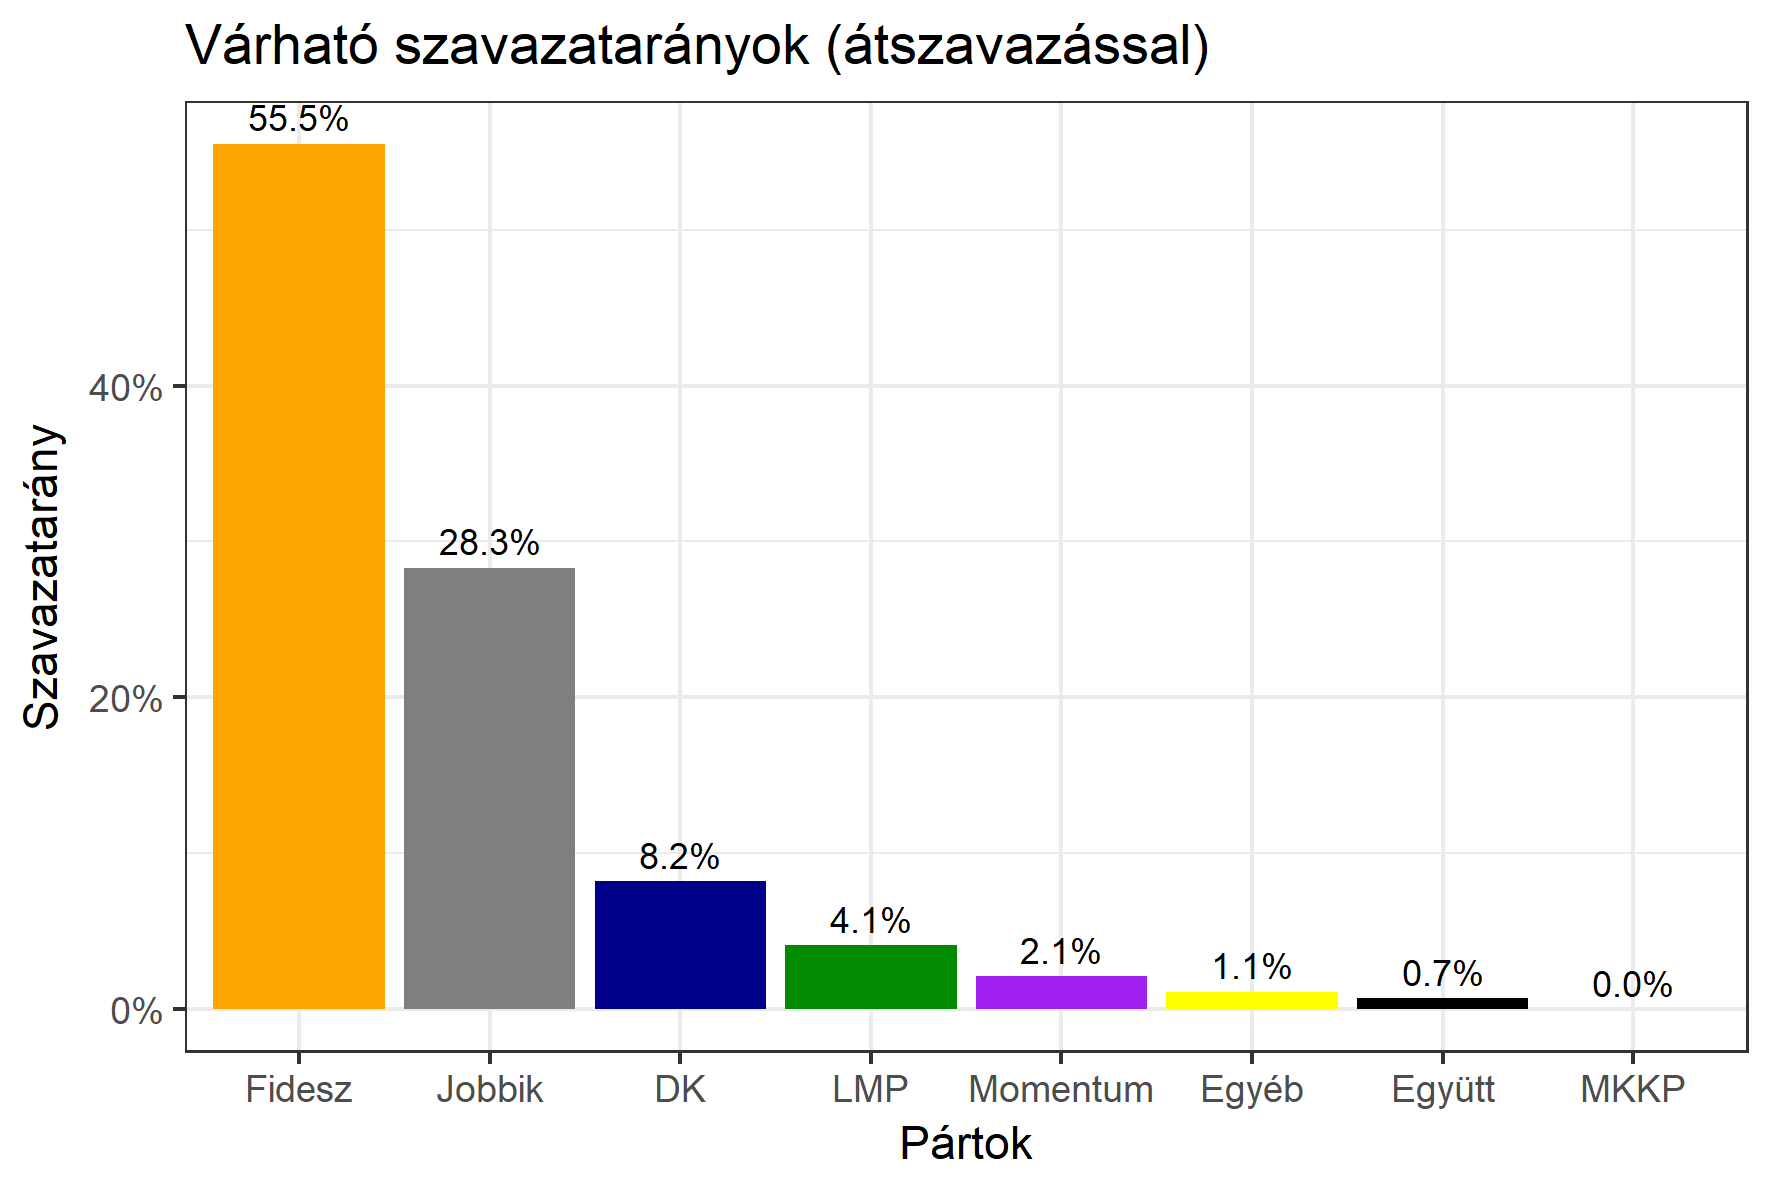 Várható szavazatarányok (átszavazással)
55.5%
28.3%
8.2%
4.1%
2.1%
1.1%
0.7%
0.0%
40%
20%
0%
Szavazatarány
Fidesz Jobbik DK LMP Momentum Egyéb Együtt MKKP
Pártok